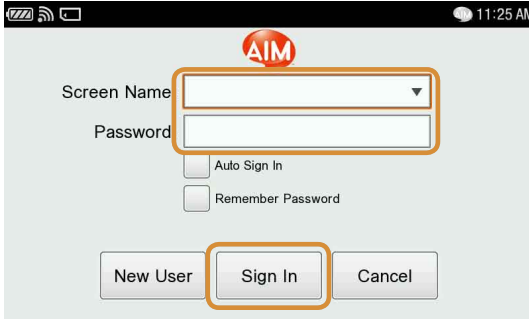 11:25 AM
AIM
Screen Name
Password
Auto Sign In
Remember Password
New User
Sign In
Cancel